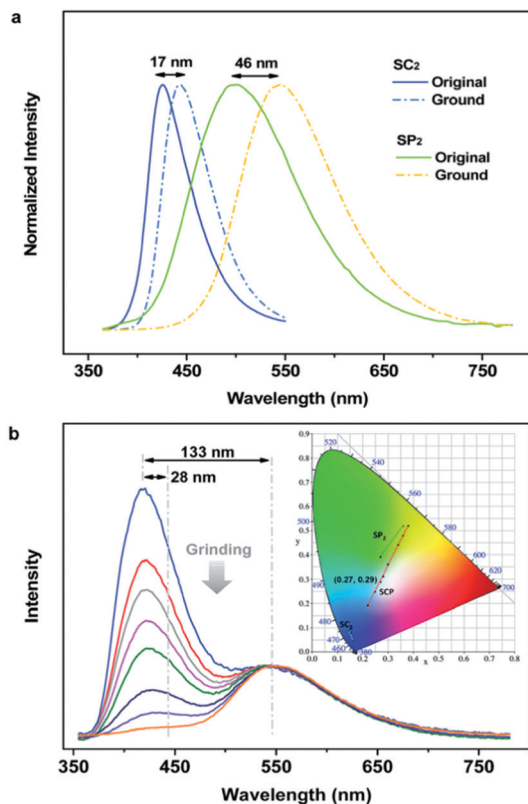 a
17 nm
46 nm
SC2
Original
Ground
SP2
Original
Ground
Normalized Intensity
350 450 550 650 750
Wavelength (nm)
b
133 nm
28 nm
Grinding
Intensity
350 450 550 650 750
Wavelength (nm)
0.9
0.8
0.7
0.6
0.5
0.4
0.3
0.2
0.1
0.0
y
520
540
560
500
580
600
620
700
480
470
460
380
SP2
(0.27, 0.29)
SCP
SC2
0.0 0.1 0.2 0.3 0.4 0.5 0.6 0.7 0.8
x